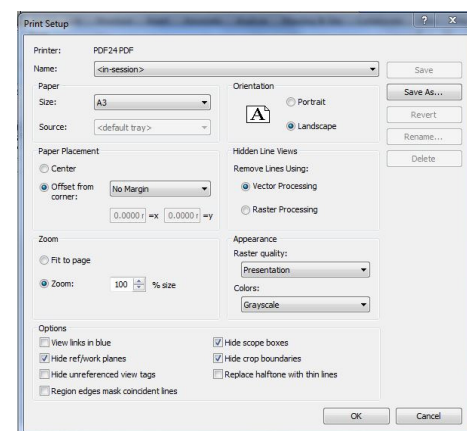 Print Setup
Printer: PDF24 PDF
Name: <in-session>
Save
Save As...
Revert
Rename...
Delete
Paper
Size: A3
Source: <default tray>
Orientation
A
Portrait
Landscape
Paper Placement
Center
Offset from corner: No Margin
0.0000 =x 0.0000 =y
Hidden Line Views
Remove Lines Using:
Vector Processing
Raster Processing
Zoom
Fit to page
Zoom: 100 % size
Appearance
Raster quality:
Presentation
Colors:
Grayscale
Options
View links in blue
Hide ref/work planes
Hide unreferenced view tags
Region edges mask coincident lines
Hide scope boxes
Hide crop boundaries
Replace halftone with thin lines
OK Cancel